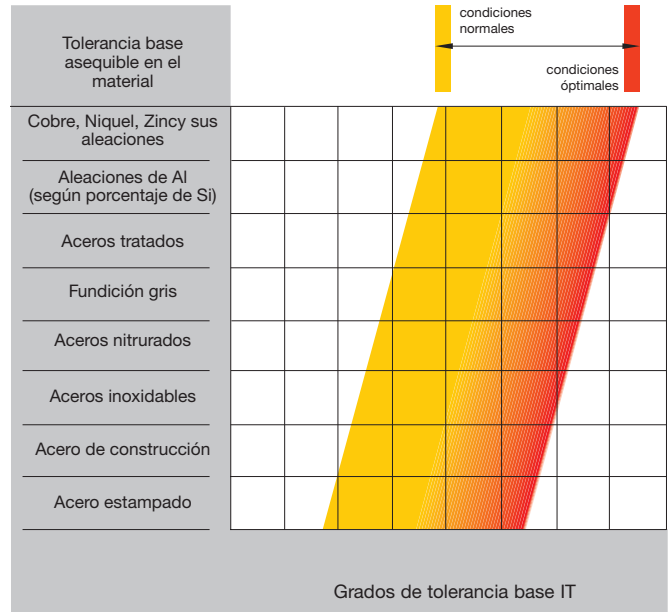 Tolerancia base
asequible en el
material
condiciones
normales
condiciones
óptimales
Cobre, Niquel, Zincy sus
aleaciones
Aleaciones de Al
(según porcentaje de Si)
Aceros tratados
Fundición gris
Aceros nitrurados
Aceros inoxidables
Acero de construcción
Acero estampado
Grados de tolerancia base IT